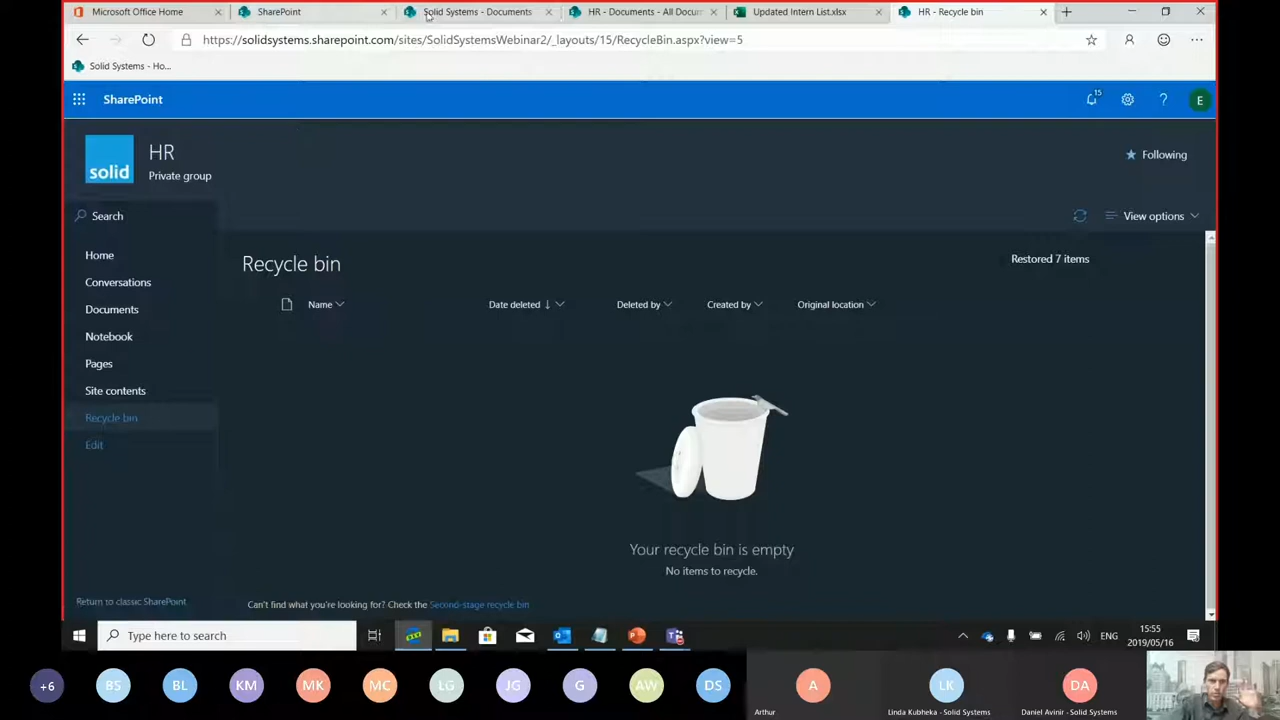 Microsoft Office Home
SharePoint
Solid Systems - Documents
HR - Documents - All Docum
Updated Intern List.xlsx
HR - Recycle bin
https://solidsystems.sharepoint.com/sites/SolidSystemsWebinar2/_layouts/15/RecycleBin.aspx?view=5
Solid Systems - Ho...
SharePoint
15
?
E
solid
HR
Private group
Following
Search
View options
Home
Conversations
Documents
Notebook
Pages
Site contents
Recycle bin
Edit
Return to classic SharePoint
Recycle bin
Restored 7 items
Name
Date deleted
Deleted by
Created by
Original location
Your recycle bin is empty
No items to recycle.
Can't find what you're looking for? Check the Second-stage recycle bin
Type here to search
ENG
15:55
2019/05/16
+6
BS
BL
KM
MK
MC
LG
JG
G
AW
DS
A
LK
DA
Arthur
Linda Kubheka - Solid Systems
Daniel Avinir - Solid Systems